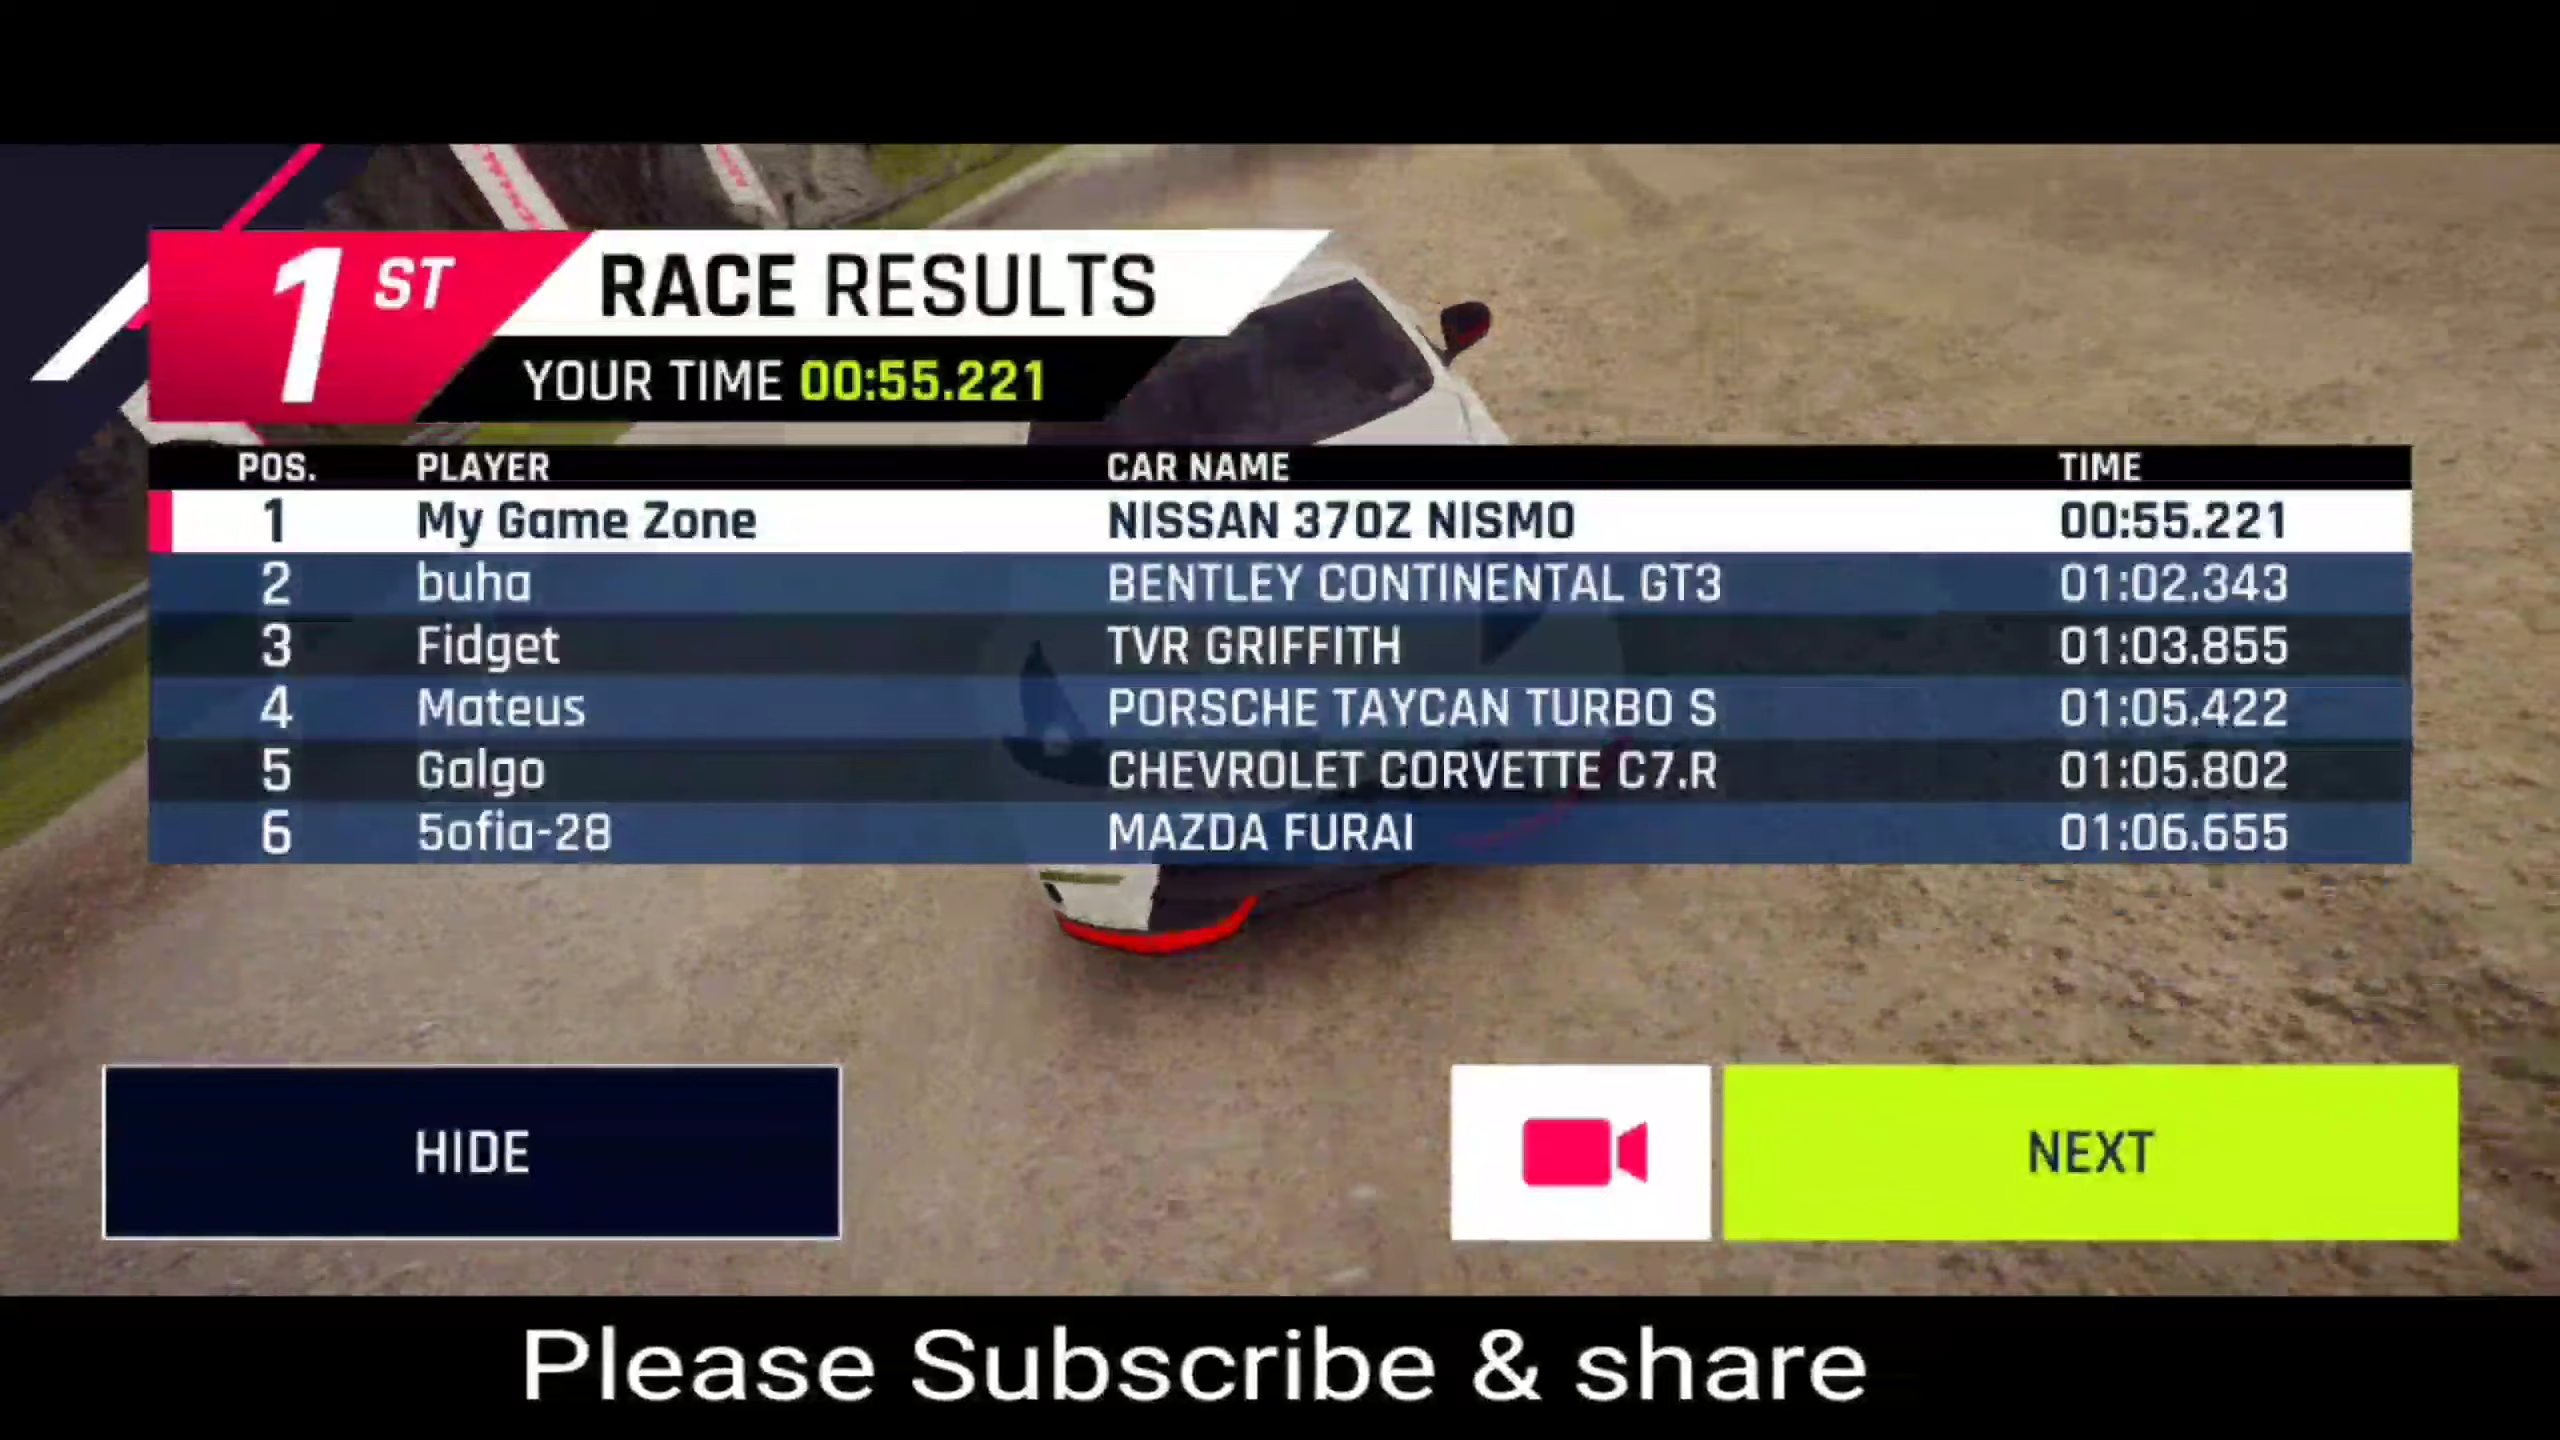 1 ST
RACE RESULTS
YOUR TIME 00:55.221
POS. PLAYER CAR NAME TIME
1 My Game Zone NISSAN 370Z NISMO 00:55.221
2 buha BENTLEY CONTINENTAL GT3 01:02.343
3 Fidget TVR GRIFFITH 01:03.855
4 Mateus PORSCHE TAYCAN TURBO S 01:05.422
5 Galgo CHEVROLET CORVETTE C7.R 01:05.802
6 5ofia-28 MAZDA FURAI 01:06.655
HIDE
NEXT
Please Subscribe & share